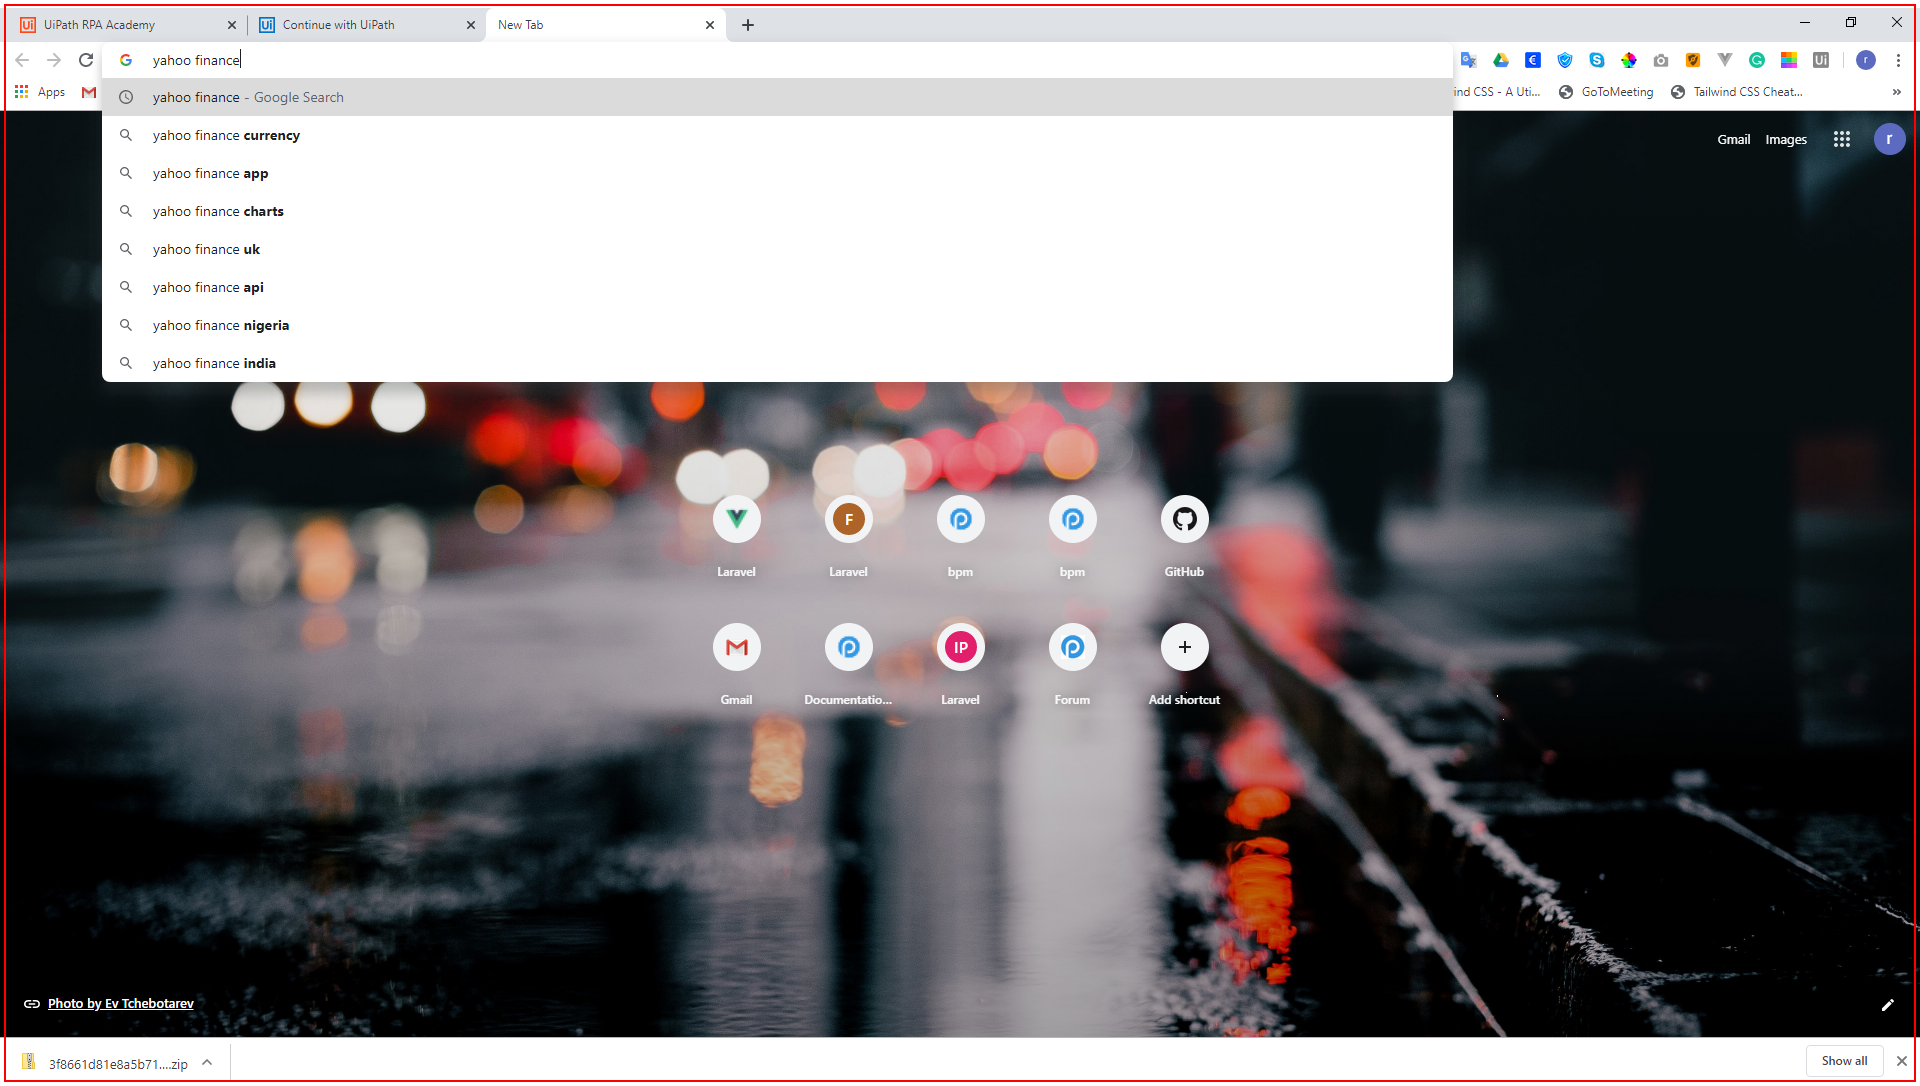 UiPath RPA Academy
Continue with UiPath
New Tab
yahoo finance
Apps
ind CSS - A Uti...
GoToMeeting
Tailwind CSS Cheat...
yahoo finance - Google Search
yahoo finance currency
yahoo finance app
yahoo finance charts
yahoo finance uk
yahoo finance api
yahoo finance nigeria
yahoo finance india
Gmail Images r
Laravel Laravel bpm bpm GitHub
Gmail Documentatio... Laravel Forum Add shortcut
Photo by Ev Tchebotarev
3f8661d81e8a5b71....zip
Show all